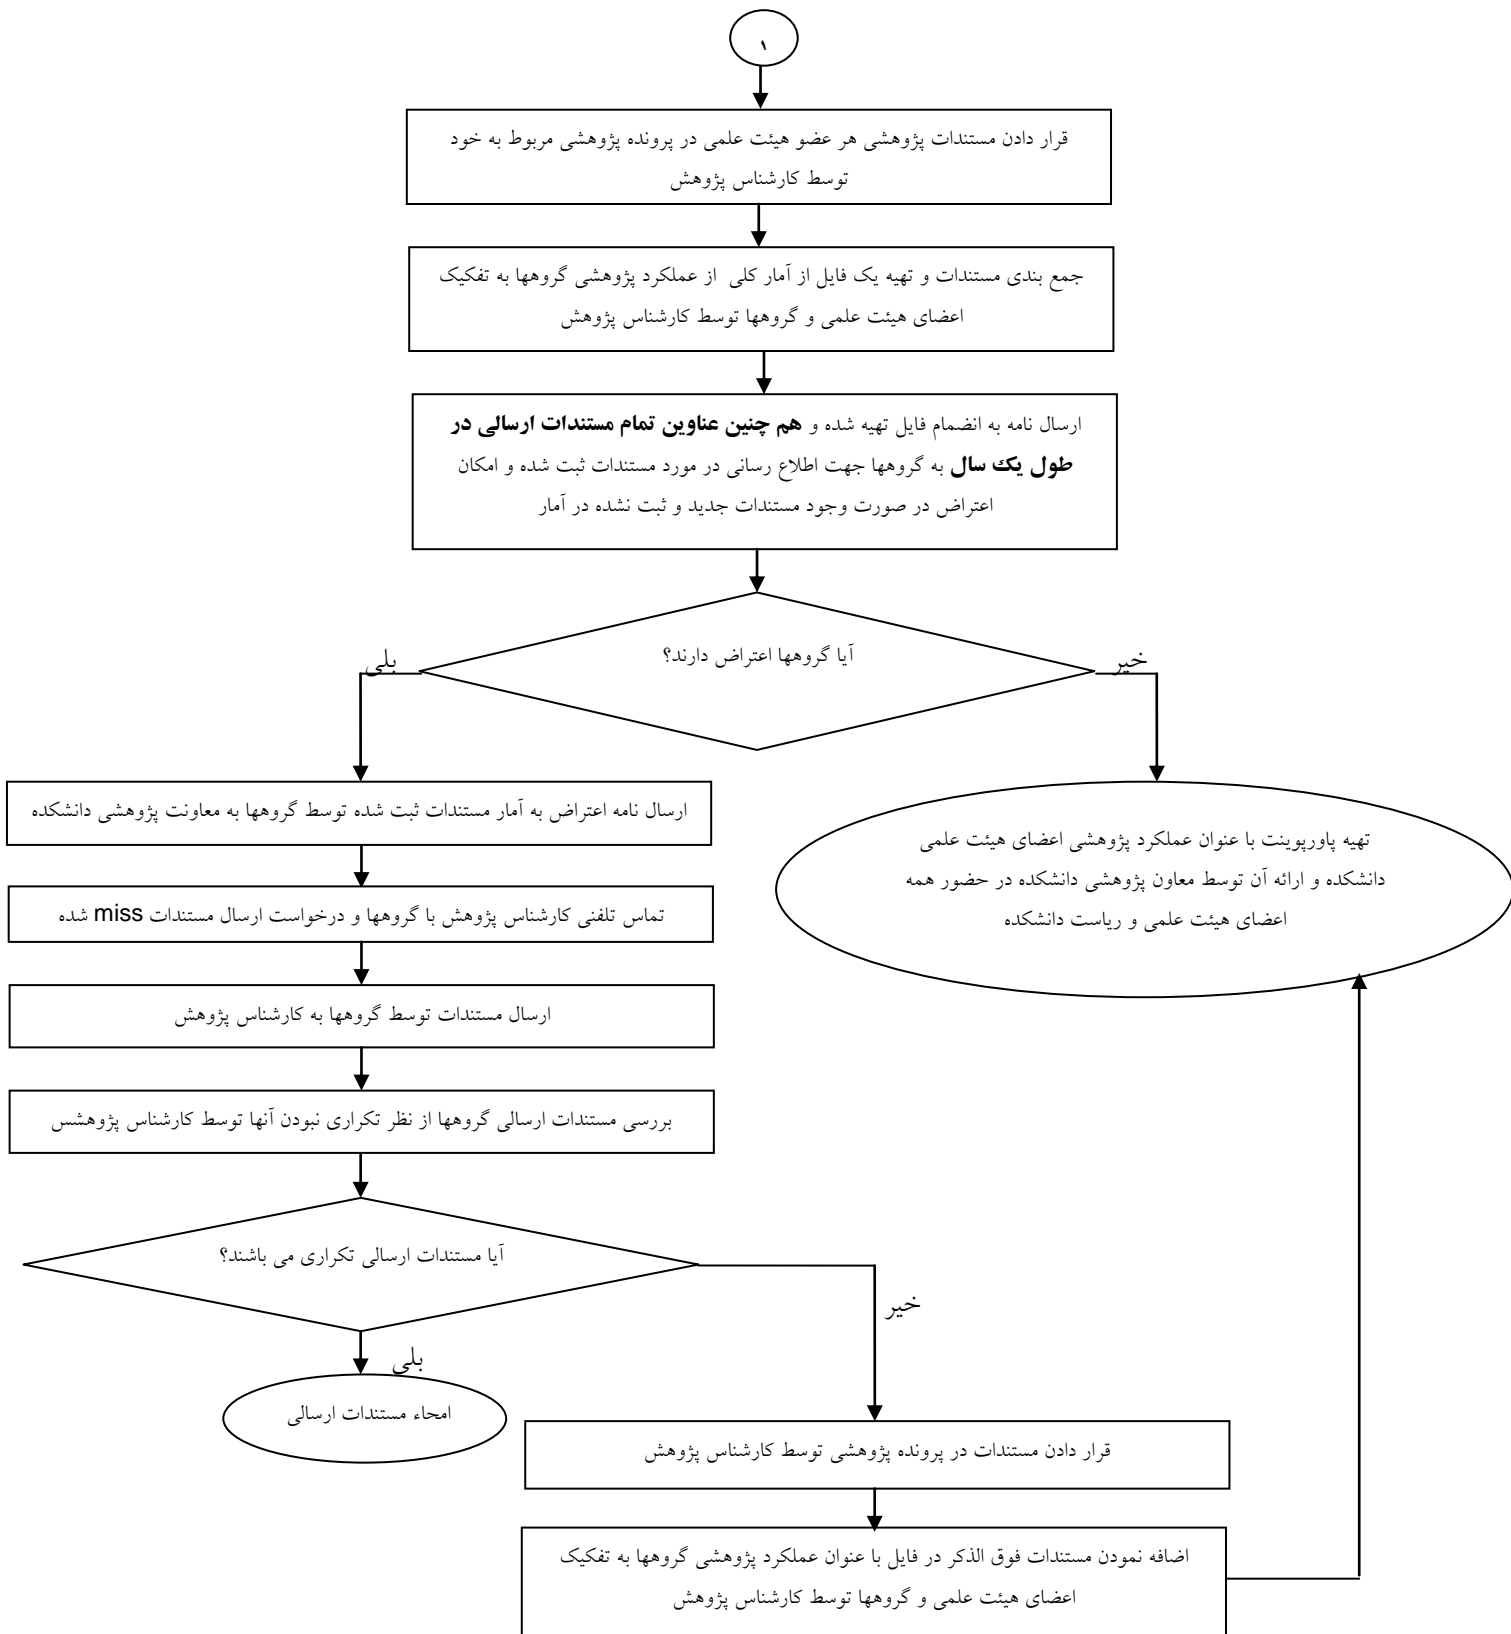 ۱
قرار دادن مستندات پژوهشی هر عضو هیئت علمی در پرونده پژوهشی مربوط به خود
توسط کارشناس پژوهش
جمع بندی مستندات و تهیه یک فایل از آمار کلی از عملکرد پژوهشی گروهها به تفکیک
اعضای هیئت علمی و گروهها توسط کارشناس پژوهش
ارسال نامه به انضمام فایل تهیه شده و هم چنین عناوین تمام مستندات ارسالی در
طول یک سال به گروهها جهت اطلاع رسانی در مورد مستندات ثبت شده و امکان
اعتراض در صورت وجود مستندات جدید و ثبت نشده در آمار
آیا گروهها اعتراض دارند؟
خیر
بلی
ارسال نامه اعتراض به آمار مستندات ثبت شده توسط گروهها به معاونت پژوهشی دانشکده
تهیه پاورپوینت با عنوان عملکرد پژوهشی اعضای هیئت علمی
دانشکده و ارائه آن توسط معاون پژوهشی دانشکده در حضور همه
اعضای هیئت علمی و ریاست دانشکده
تماس تلفنی کارشناس پژوهش با گروهها و درخواست ارسال مستندات miss شده
ارسال مستندات توسط گروهها به کارشناس پژوهش
بررسی مستندات ارسالی گروهها از نظر تکراری نبودن آنها توسط کارشناس پژوهشس
آیا مستندات ارسالی تکراری می باشند؟
خیر
بلی
امحاء مستندات ارسالی
قرار دادن مستندات در پرونده پژوهشی توسط کارشناس پژوهش
اضافه نمودن مستندات فوق الذکر در فایل با عنوان عملکرد پژوهشی گروهها به تفکیک
اعضای هیئت علمی و گروهها توسط کارشناس پژوهش